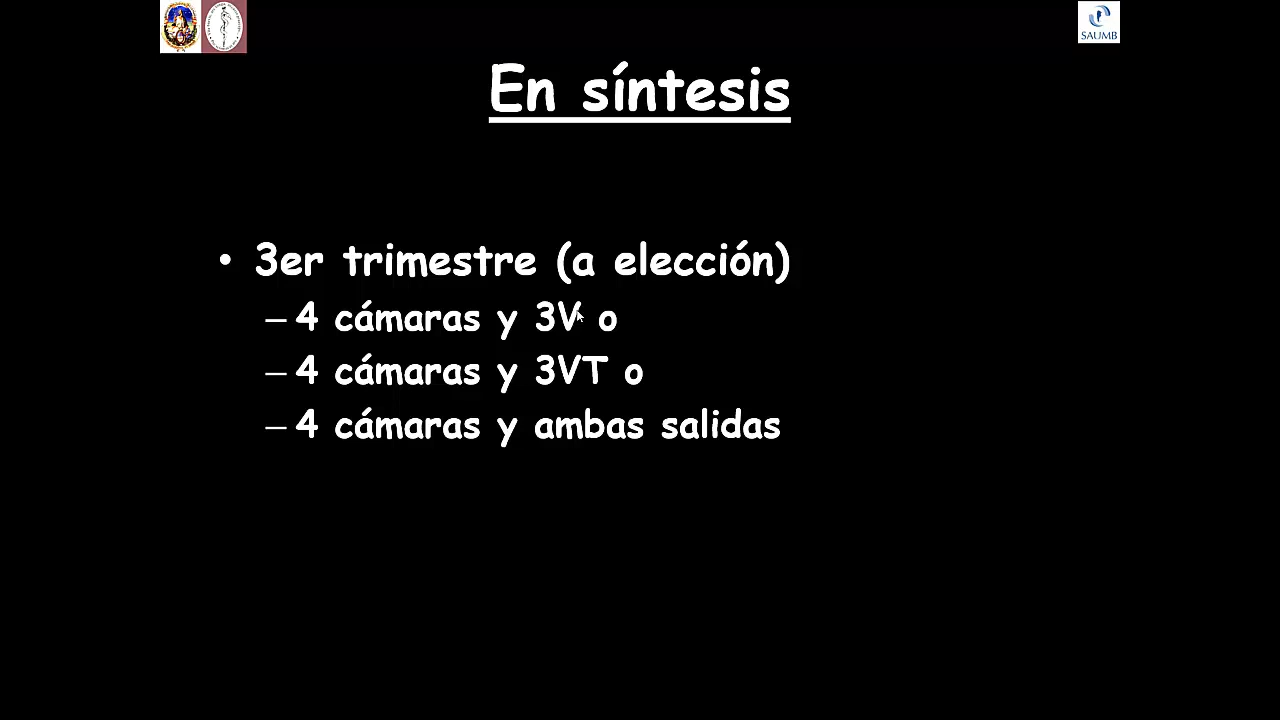 SAUMB
En síntesis
• 3er trimestre (a elección)
– 4 cámaras y 3V o
– 4 cámaras y 3VT o
– 4 cámaras y ambas salidas